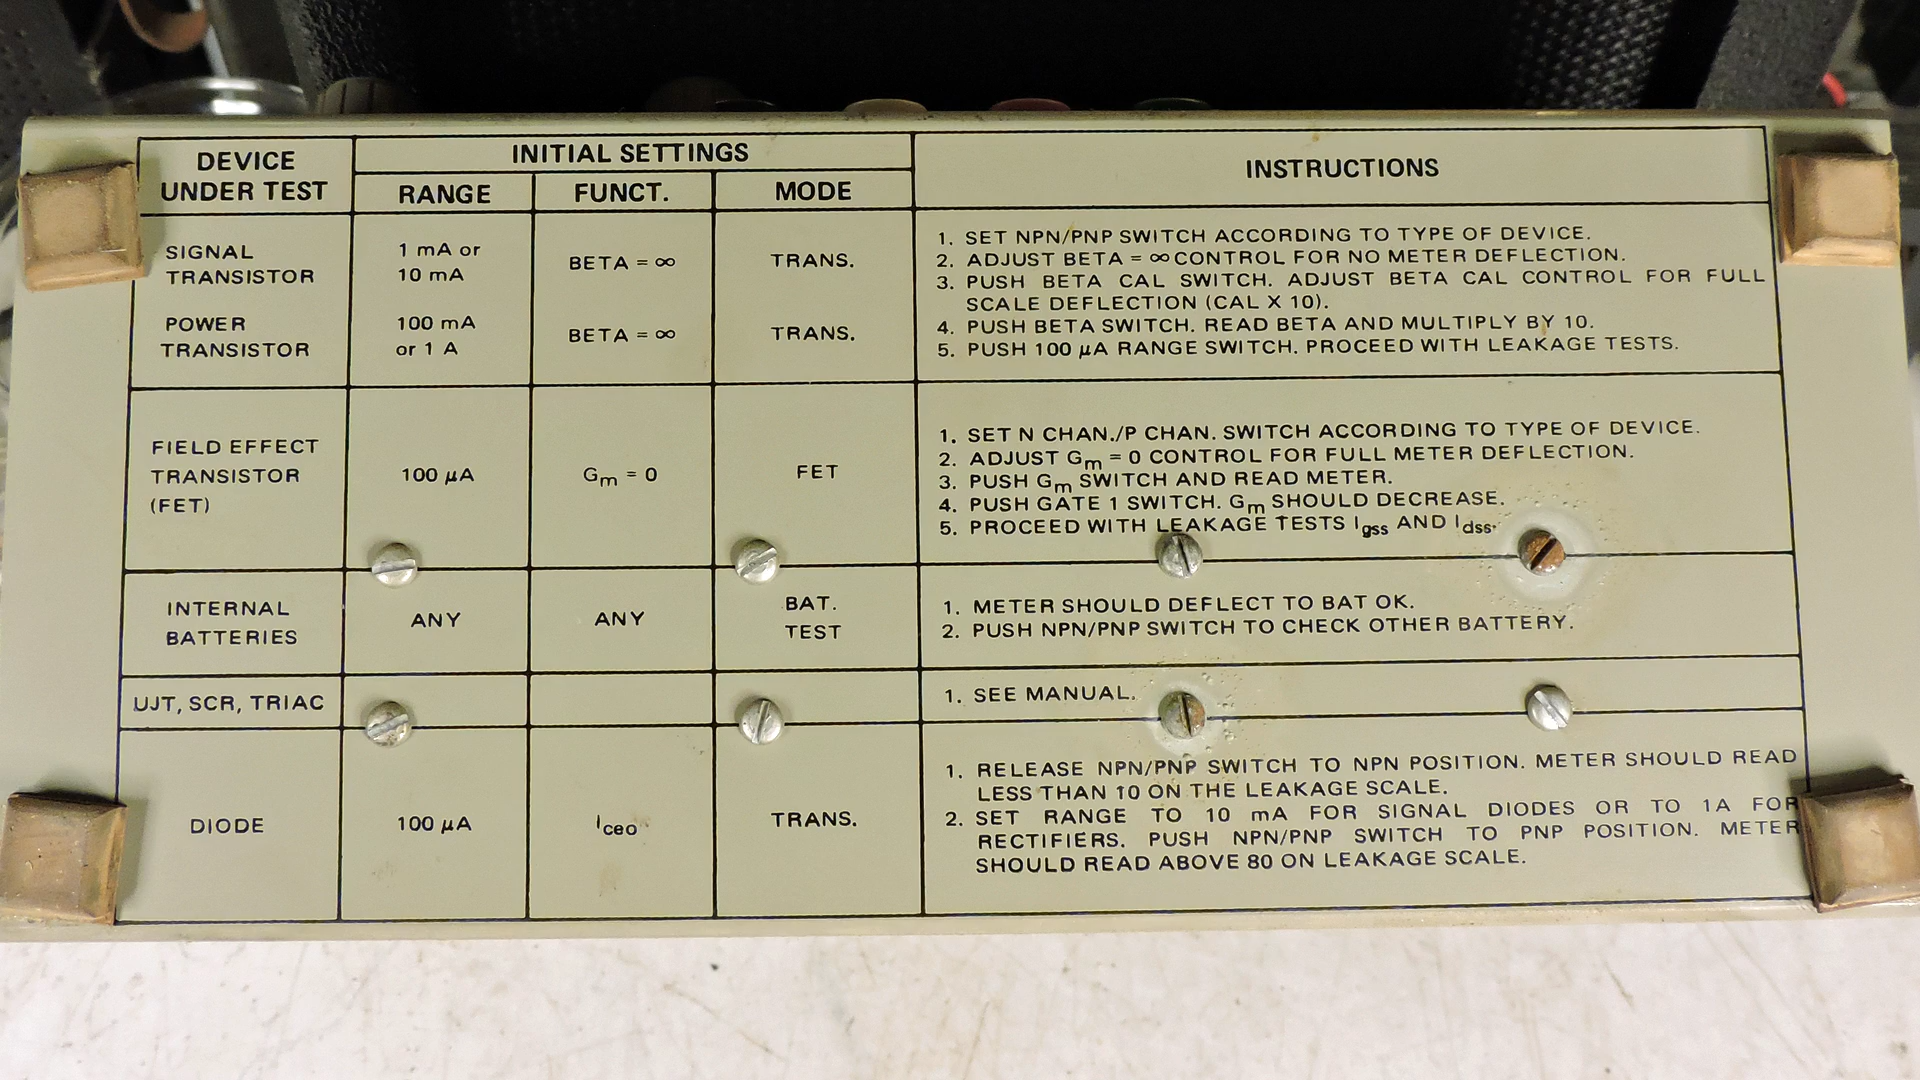 DEVICE
UNDER TEST
INITIAL SETTINGS
RANGE
FUNCT.
MODE
INSTRUCTIONS
SIGNAL
TRANSISTOR
1 mA or
10 mA
BETA = ∞
TRANS.
POWER
TRANSISTOR
100 mA
or 1 A
BETA = ∞
TRANS.
1. SET NPN/PNP SWITCH ACCORDING TO TYPE OF DEVICE.
2. ADJUST BETA = ∞ CONTROL FOR NO METER DEFLECTION.
3. PUSH BETA CAL SWITCH. ADJUST BETA CAL CONTROL FOR FULL
SCALE DEFLECTION (CAL X 10).
4. PUSH BETA SWITCH. READ BETA AND MULTIPLY BY 10.
5. PUSH 100 µA RANGE SWITCH. PROCEED WITH LEAKAGE TESTS.
FIELD EFFECT
TRANSISTOR
(FET)
100 µA
Gm = 0
FET
1. SET N CHAN./P CHAN. SWITCH ACCORDING TO TYPE OF DEVICE.
2. ADJUST Gm = 0 CONTROL FOR FULL METER DEFLECTION.
3. PUSH Gm SWITCH AND READ METER.
4. PUSH GATE 1 SWITCH. Gm SHOULD DECREASE.
5. PROCEED WITH LEAKAGE TESTS Igss AND Idss.
INTERNAL
BATTERIES
ANY
ANY
BAT.
TEST
1. METER SHOULD DEFLECT TO BAT OK.
2. PUSH NPN/PNP SWITCH TO CHECK OTHER BATTERY.
UJT, SCR, TRIAC
1. SEE MANUAL.
DIODE
100 µA
Iceo
TRANS.
1. RELEASE NPN/PNP SWITCH TO NPN POSITION. METER SHOULD READ
LESS THAN 10 ON THE LEAKAGE SCALE.
2. SET RANGE TO 10 mA FOR SIGNAL DIODES OR TO 1A FOR
RECTIFIERS. PUSH NPN/PNP SWITCH TO PNP POSITION. METER
SHOULD READ ABOVE 80 ON LEAKAGE SCALE.